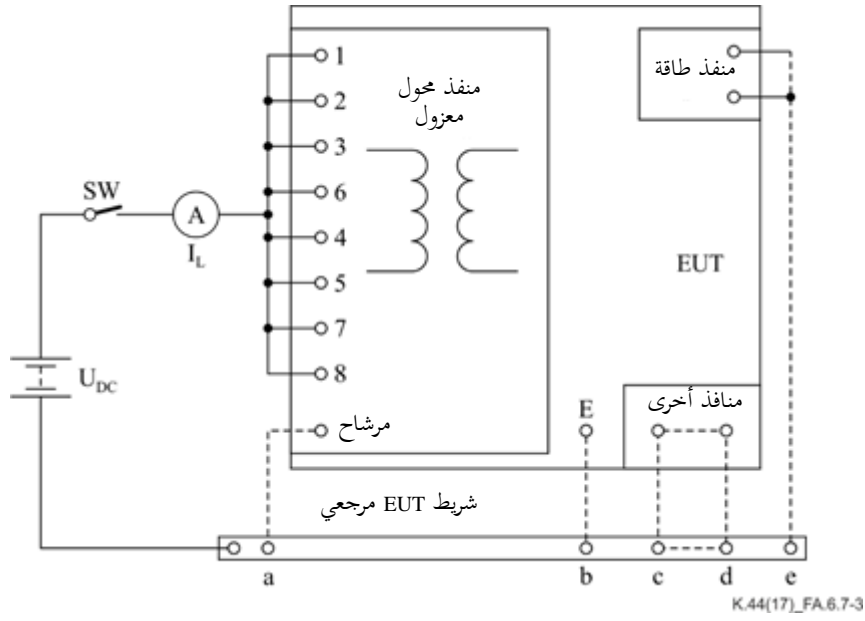 1
منفذ طاقة
2
منفذ محول
معزول
3
6
SW
A
4
I_L
EUT
5
7
8
U_DC
منافذ أخرى
E
مرشاح
شريط EUT مرجعي
a b c d e
K.44(17)_FA.6.7-3